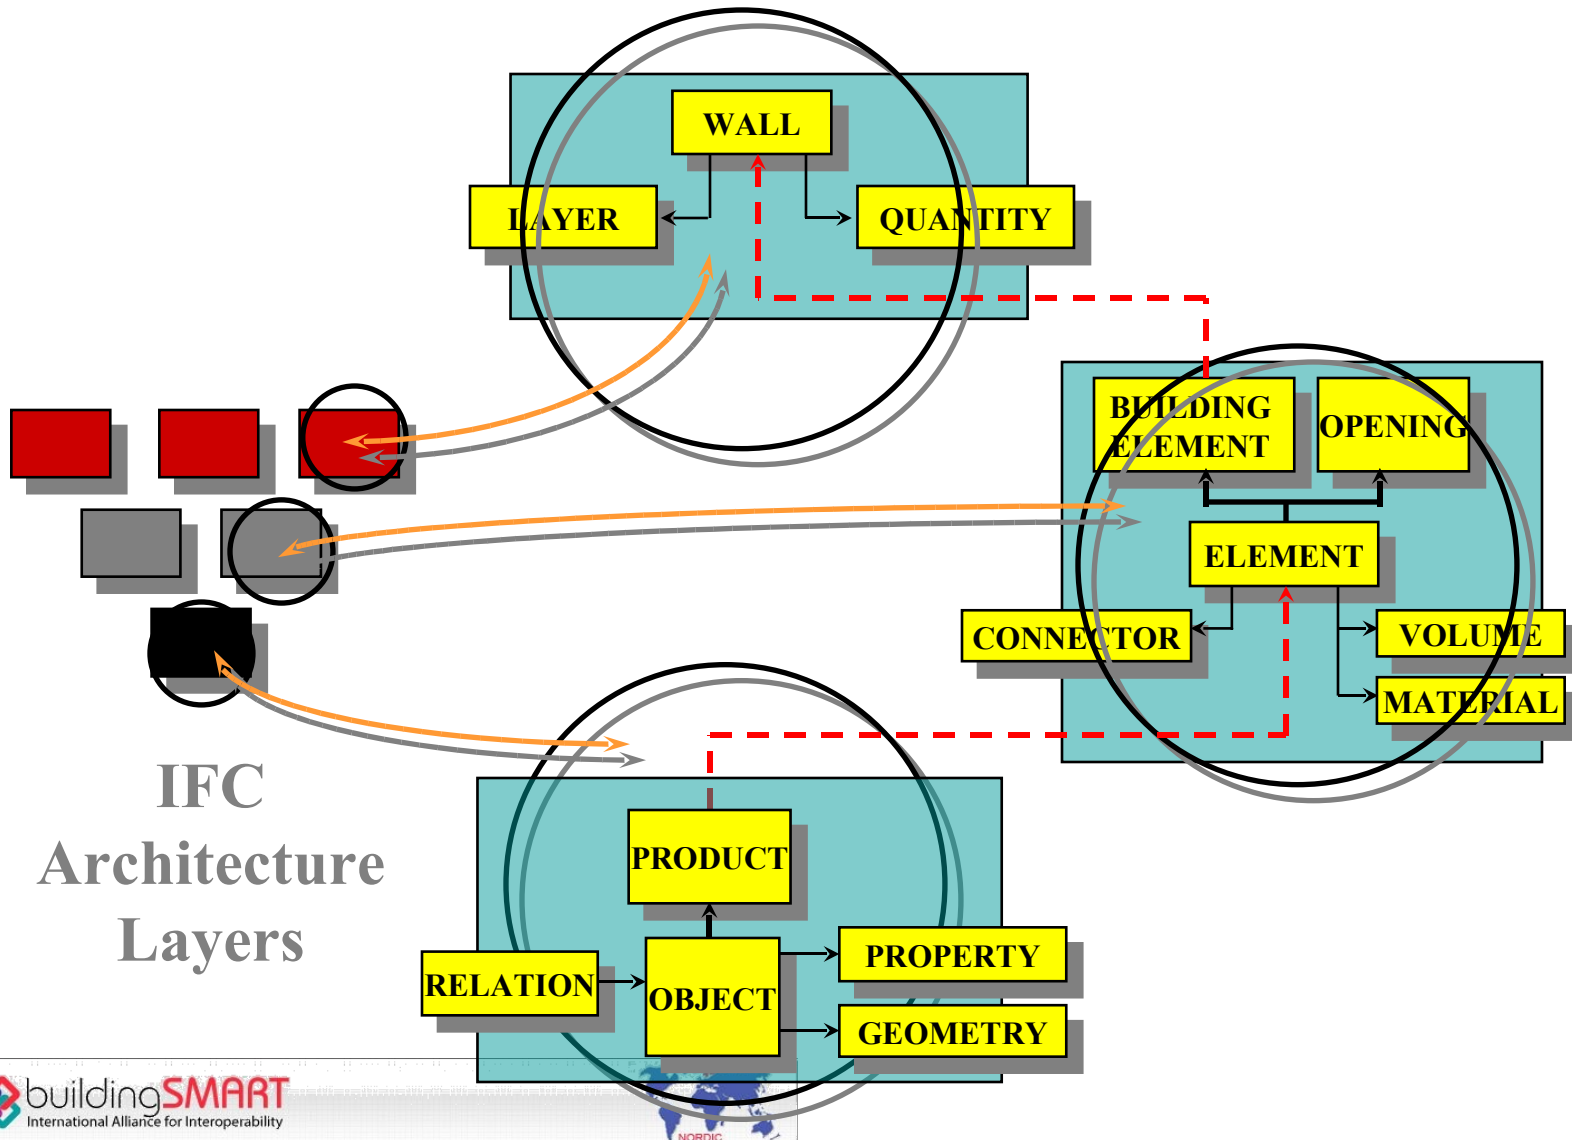 WALL
LAYER
QUANTITY
BUILDING
ELEMENT
OPENING
ELEMENT
CONNECTOR
VOLUME
MATERIAL
IFC
Architecture
Layers
PRODUCT
RELATION
OBJECT
PROPERTY
GEOMETRY
buildingSMART
International Alliance for Interoperability
NORDIC